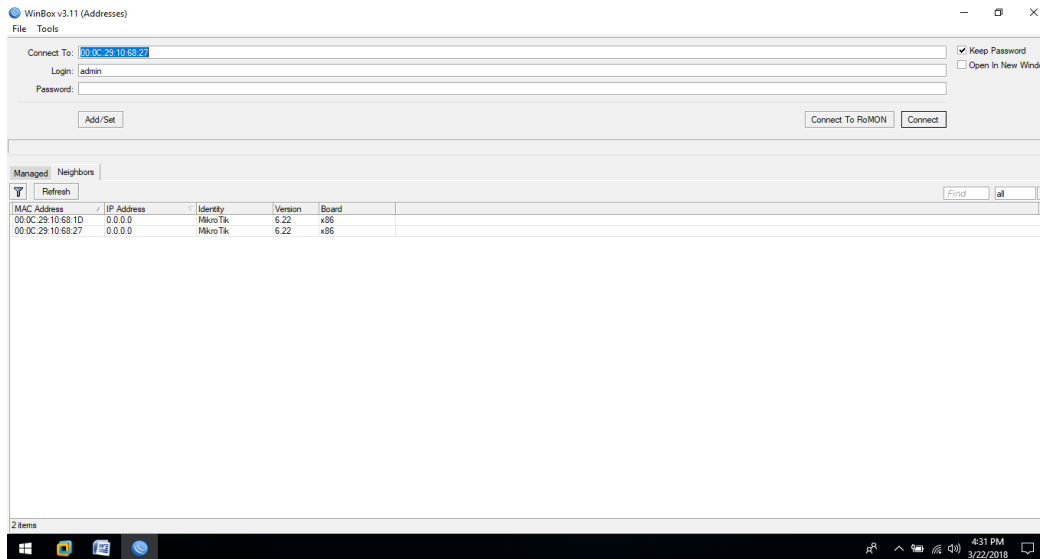 WinBox v3.11 (Addresses)
File Tools
Connect To: 00:0C:29:10:68:27
Keep Password
Login: admin
Open In New
Password:
Add/Set
Connect To RoMON
Connect
Managed Neighbors
Refresh
Find
all
MAC Address IP Address Identity Version Board
00:0C:29:10:68:1D 0.0.0.0 MikroTik 6.22 x86
00:0C:29:10:68:27 0.0.0.0 MikroTik 6.22 x86
2 items
4:31 PM
3/22/2018